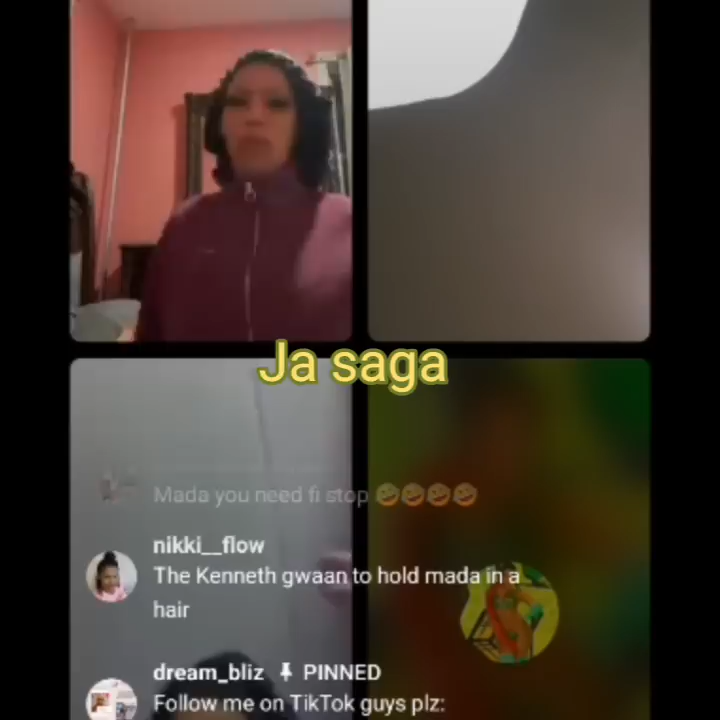 Ja saga
Mada you need fi stop 🤣🤣🤣🤣
nikki__flow
The Kenneth gwaan to hold mada in a
hair
dream_bliz 📌 PINNED
Follow me on TikTok guys plz: